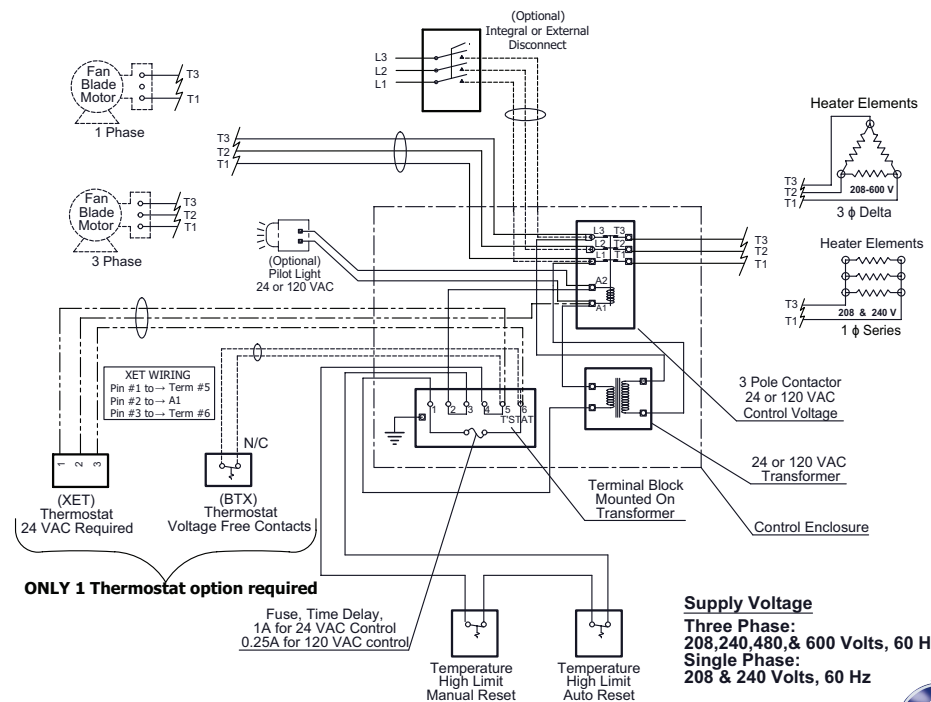 (Optional)
Integral or External
Disconnect
L3
L2
L1
Fan
Blade
Motor
T3
T1
1 Phase
T3
T2
T1
Fan
Blade
Motor
T3
T2
T1
3 Phase
(Optional)
Pilot Light
24 or 120 VAC
L3 T3
L2 T2
L1 T1
A2
A1
T3
T2
T1
Heater Elements
T3
T2
T1
208-600 V
3 ϕ Delta
Heater Elements
T3
T1
208 & 240 V
1 ϕ Series
XET WIRING
Pin #1 to→ Term #5
Pin #2 to→ A1
Pin #3 to→ Term #6
N/C
1 2 3 4 5 6
T'STAT
3 Pole Contactor
24 or 120 VAC
Control Voltage
24 or 120 VAC
Transformer
Terminal Block
Mounted On
Transformer
Control Enclosure
1 2 3
(XET)
Thermostat
24 VAC Required
(BTX)
Thermostat
Voltage Free Contacts
ONLY 1 Thermostat option required
Fuse, Time Delay,
1A for 24 VAC Control
0.25A for 120 VAC control
Temperature
High Limit
Manual Reset
Temperature
High Limit
Auto Reset
Supply Voltage
Three Phase:
208,240,480,& 600 Volts, 60 H
Single Phase:
208 & 240 Volts, 60 Hz